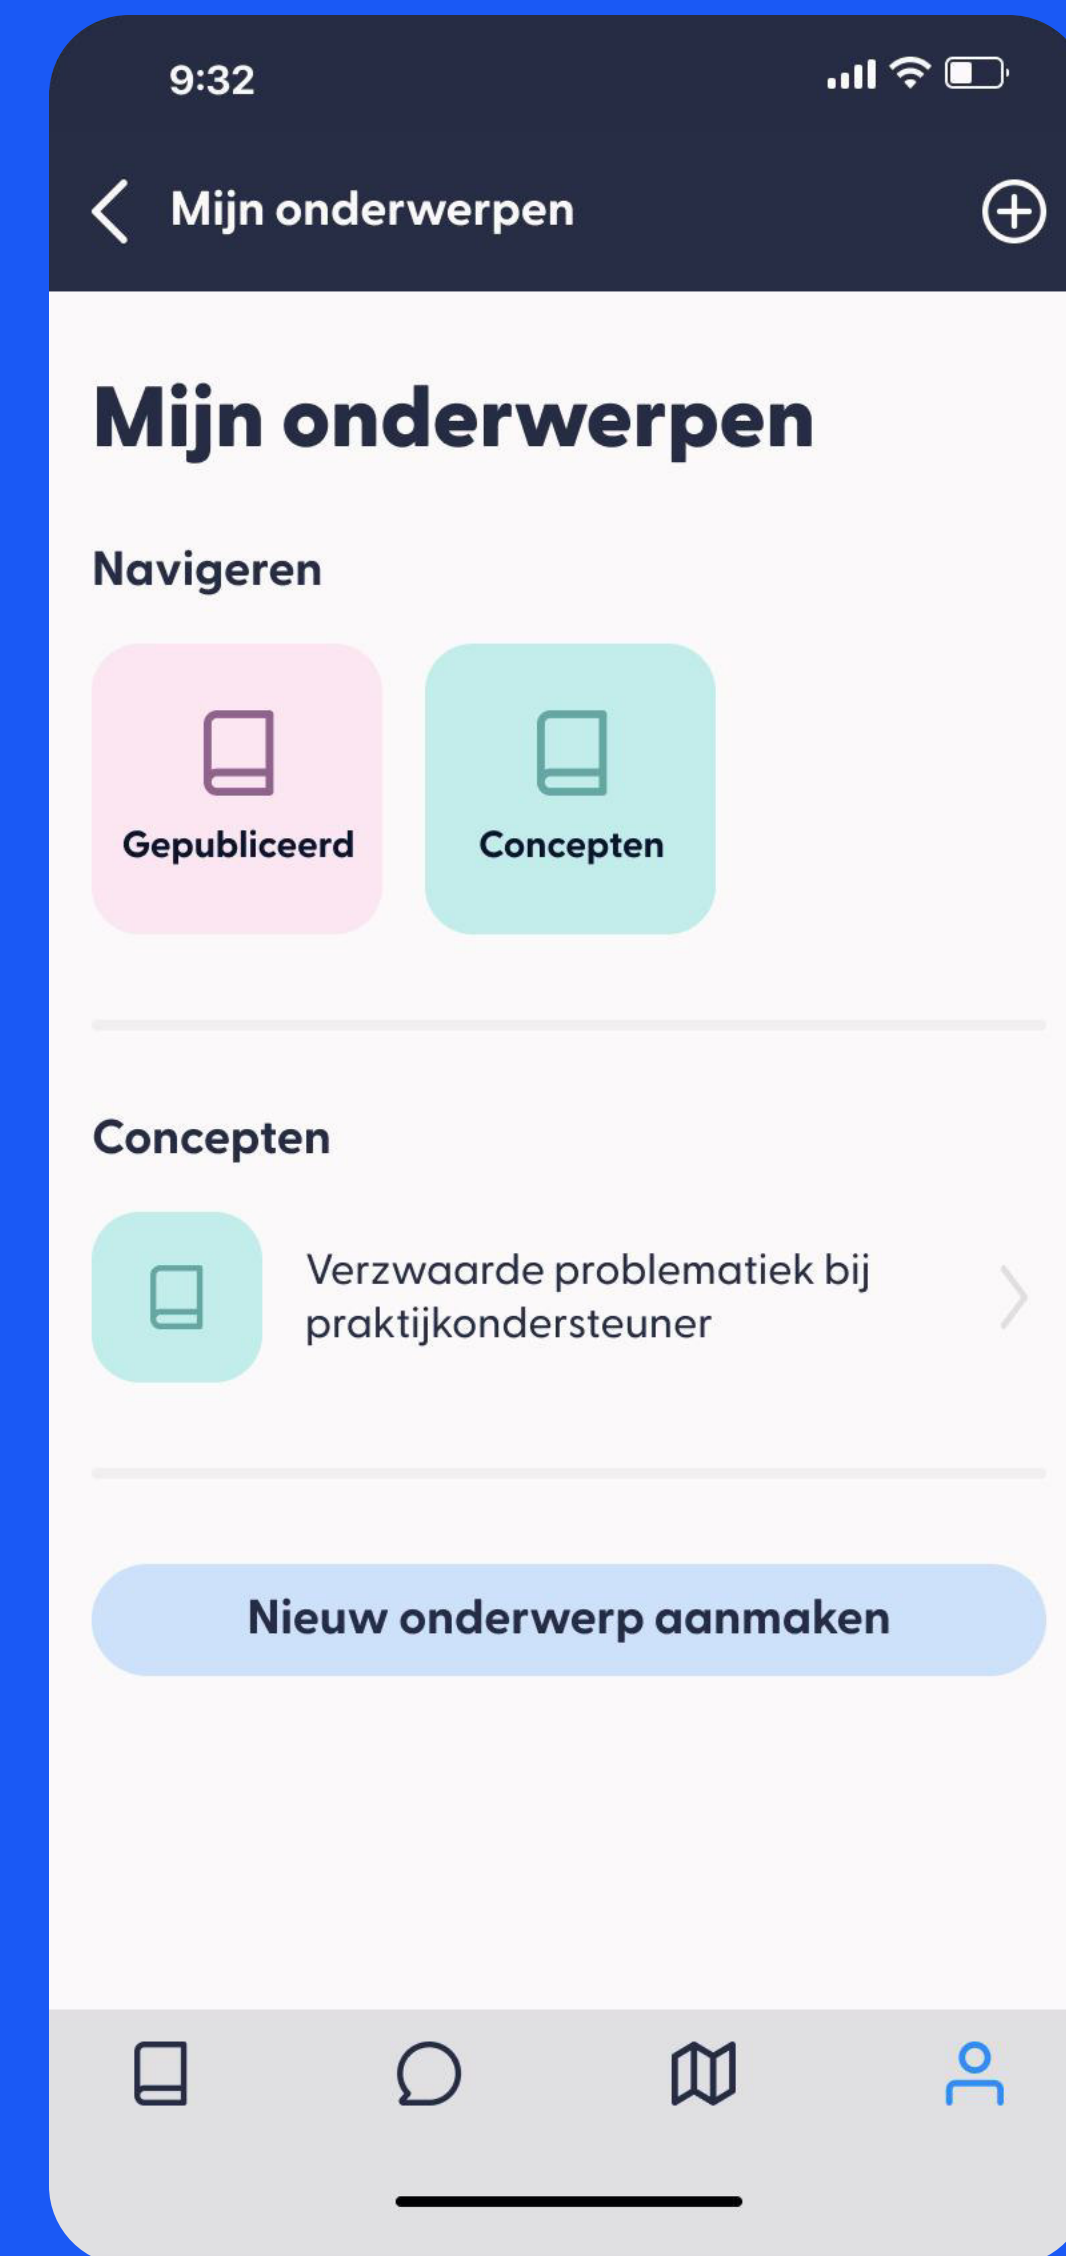 9:32
Mijn onderwerpen
Mijn onderwerpen
Navigeren
Gepubliceerd
Concepten
Concepten
Verzwaarde problematiek bij
praktijkondersteuner
Nieuw onderwerp aanmaken